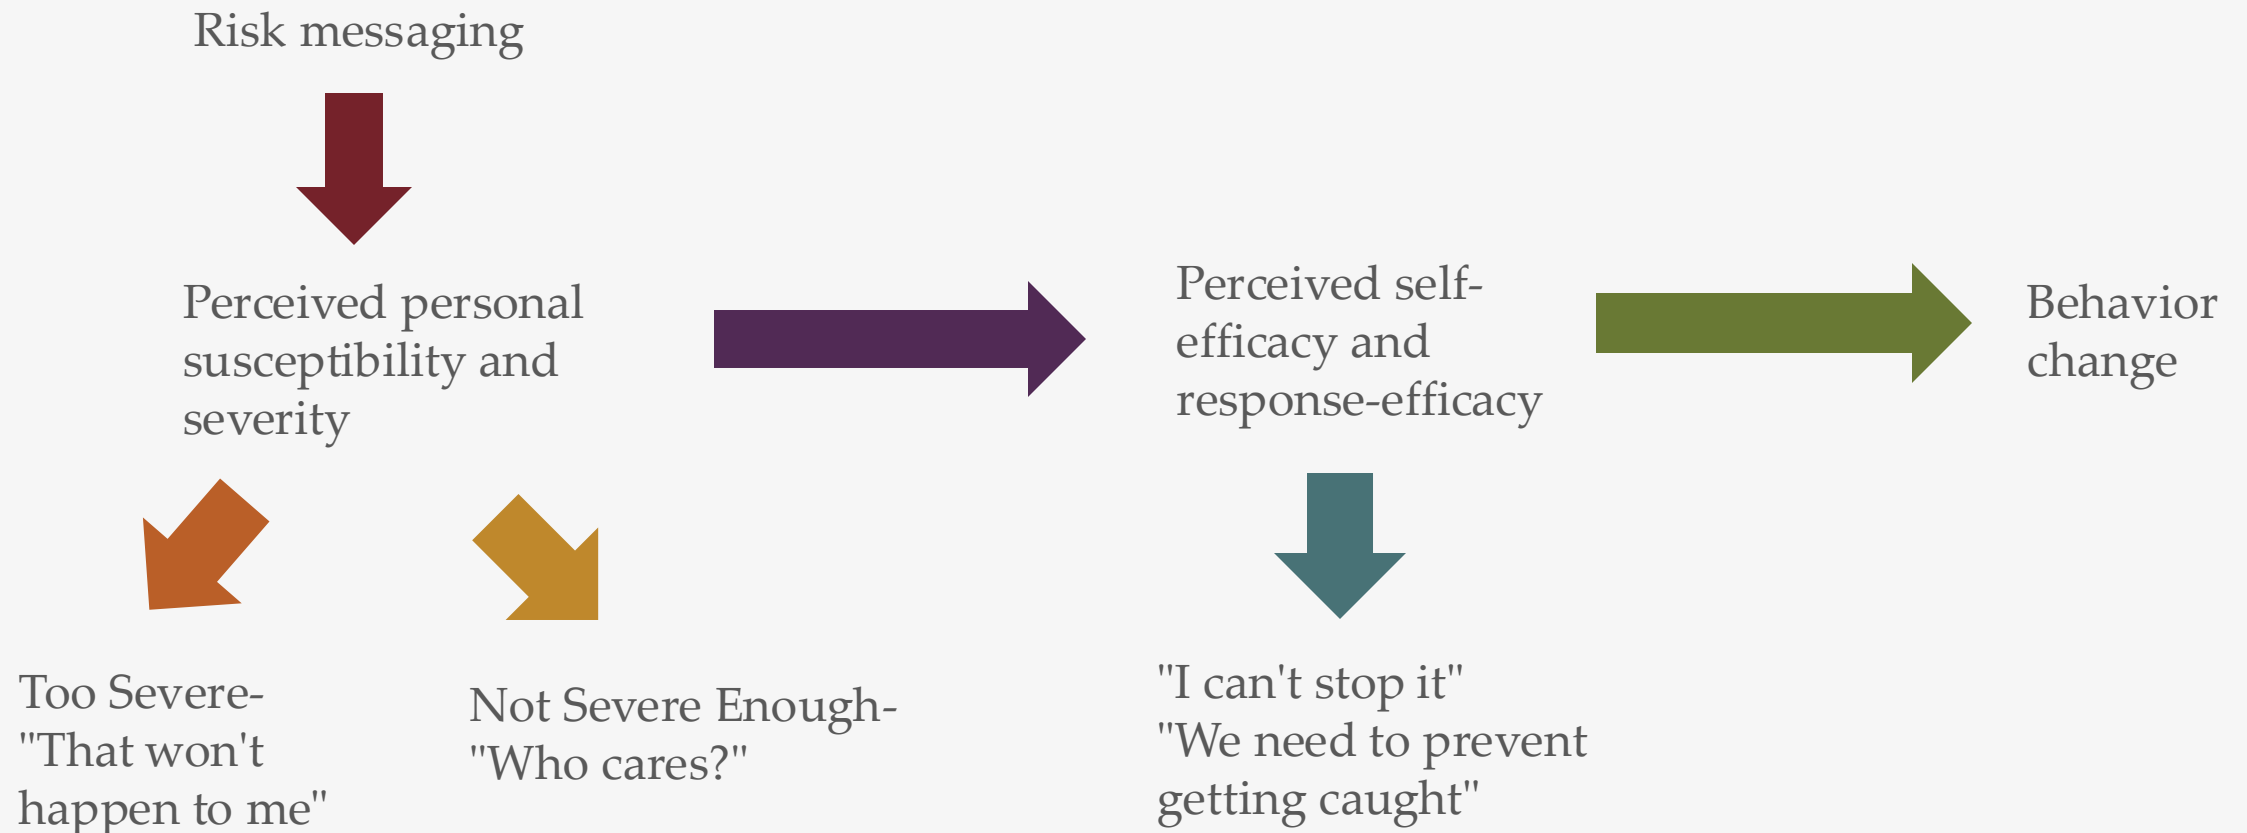 Risk messaging
Perceived personal
susceptibility and
severity
Perceived self-
efficacy and
response-efficacy
Behavior
change
Too Severe-
"That won't
happen to me"
Not Severe Enough-
"Who cares?"
"I can't stop it"
"We need to prevent
getting caught"